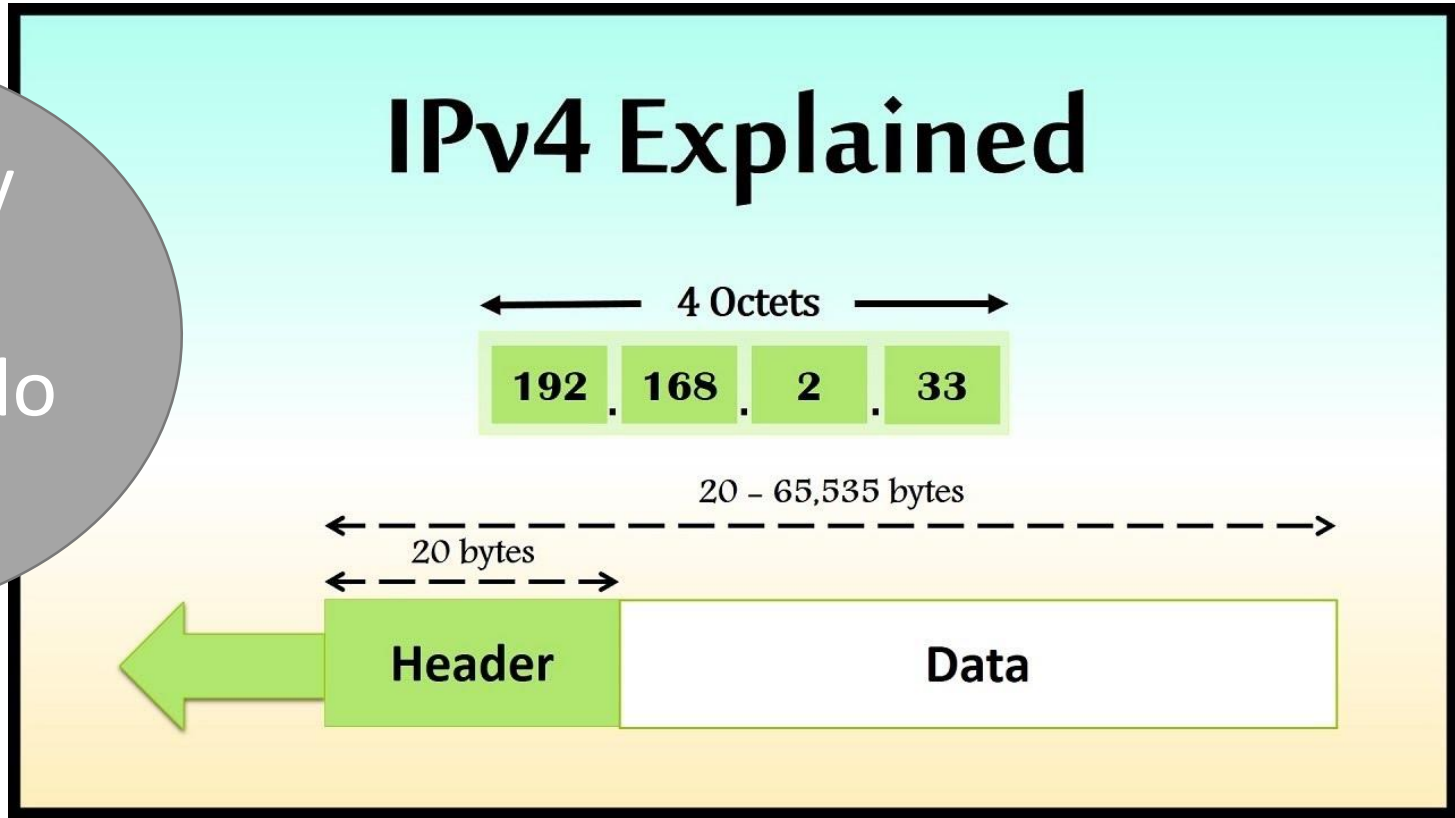 IPv4 Explained
4 Octets
192 . 168 . 2 . 33
20 – 65,535 bytes
20 bytes
Header
Data